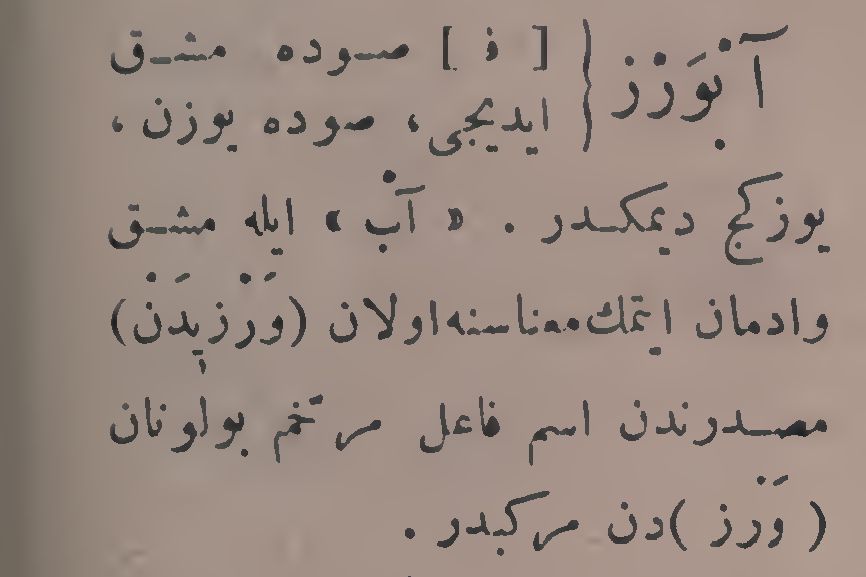 آبْوَرْز } [ ف ] صوده مشق
ایدیجی، صوده یوزن،
یوزکج دیمکدر . « آبْ » ایله مشق
وادمان ایتمك معناسنه اولان (وَرْزیدَنْ)
مصدرندن اسم فاعل مرخم بولونان
( وَرْز )دن مرکبدر .